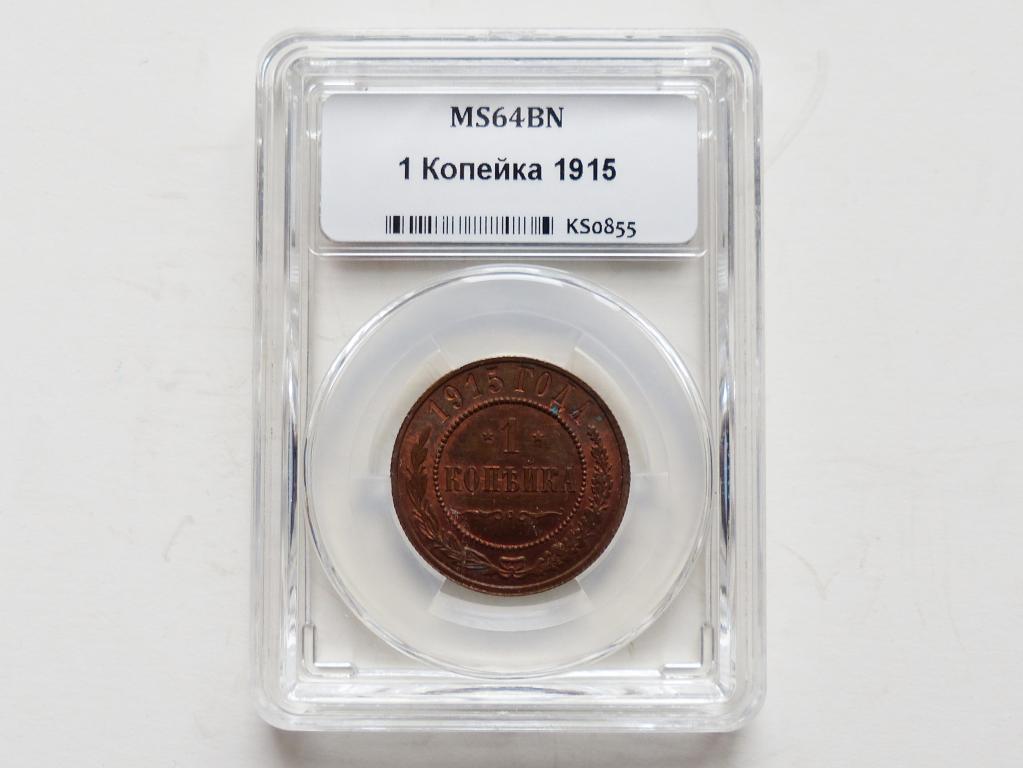 MS64BN
1 Копейка 1915
KS0855
1915 ГОДА
* 1 *
КОПѢЙКА